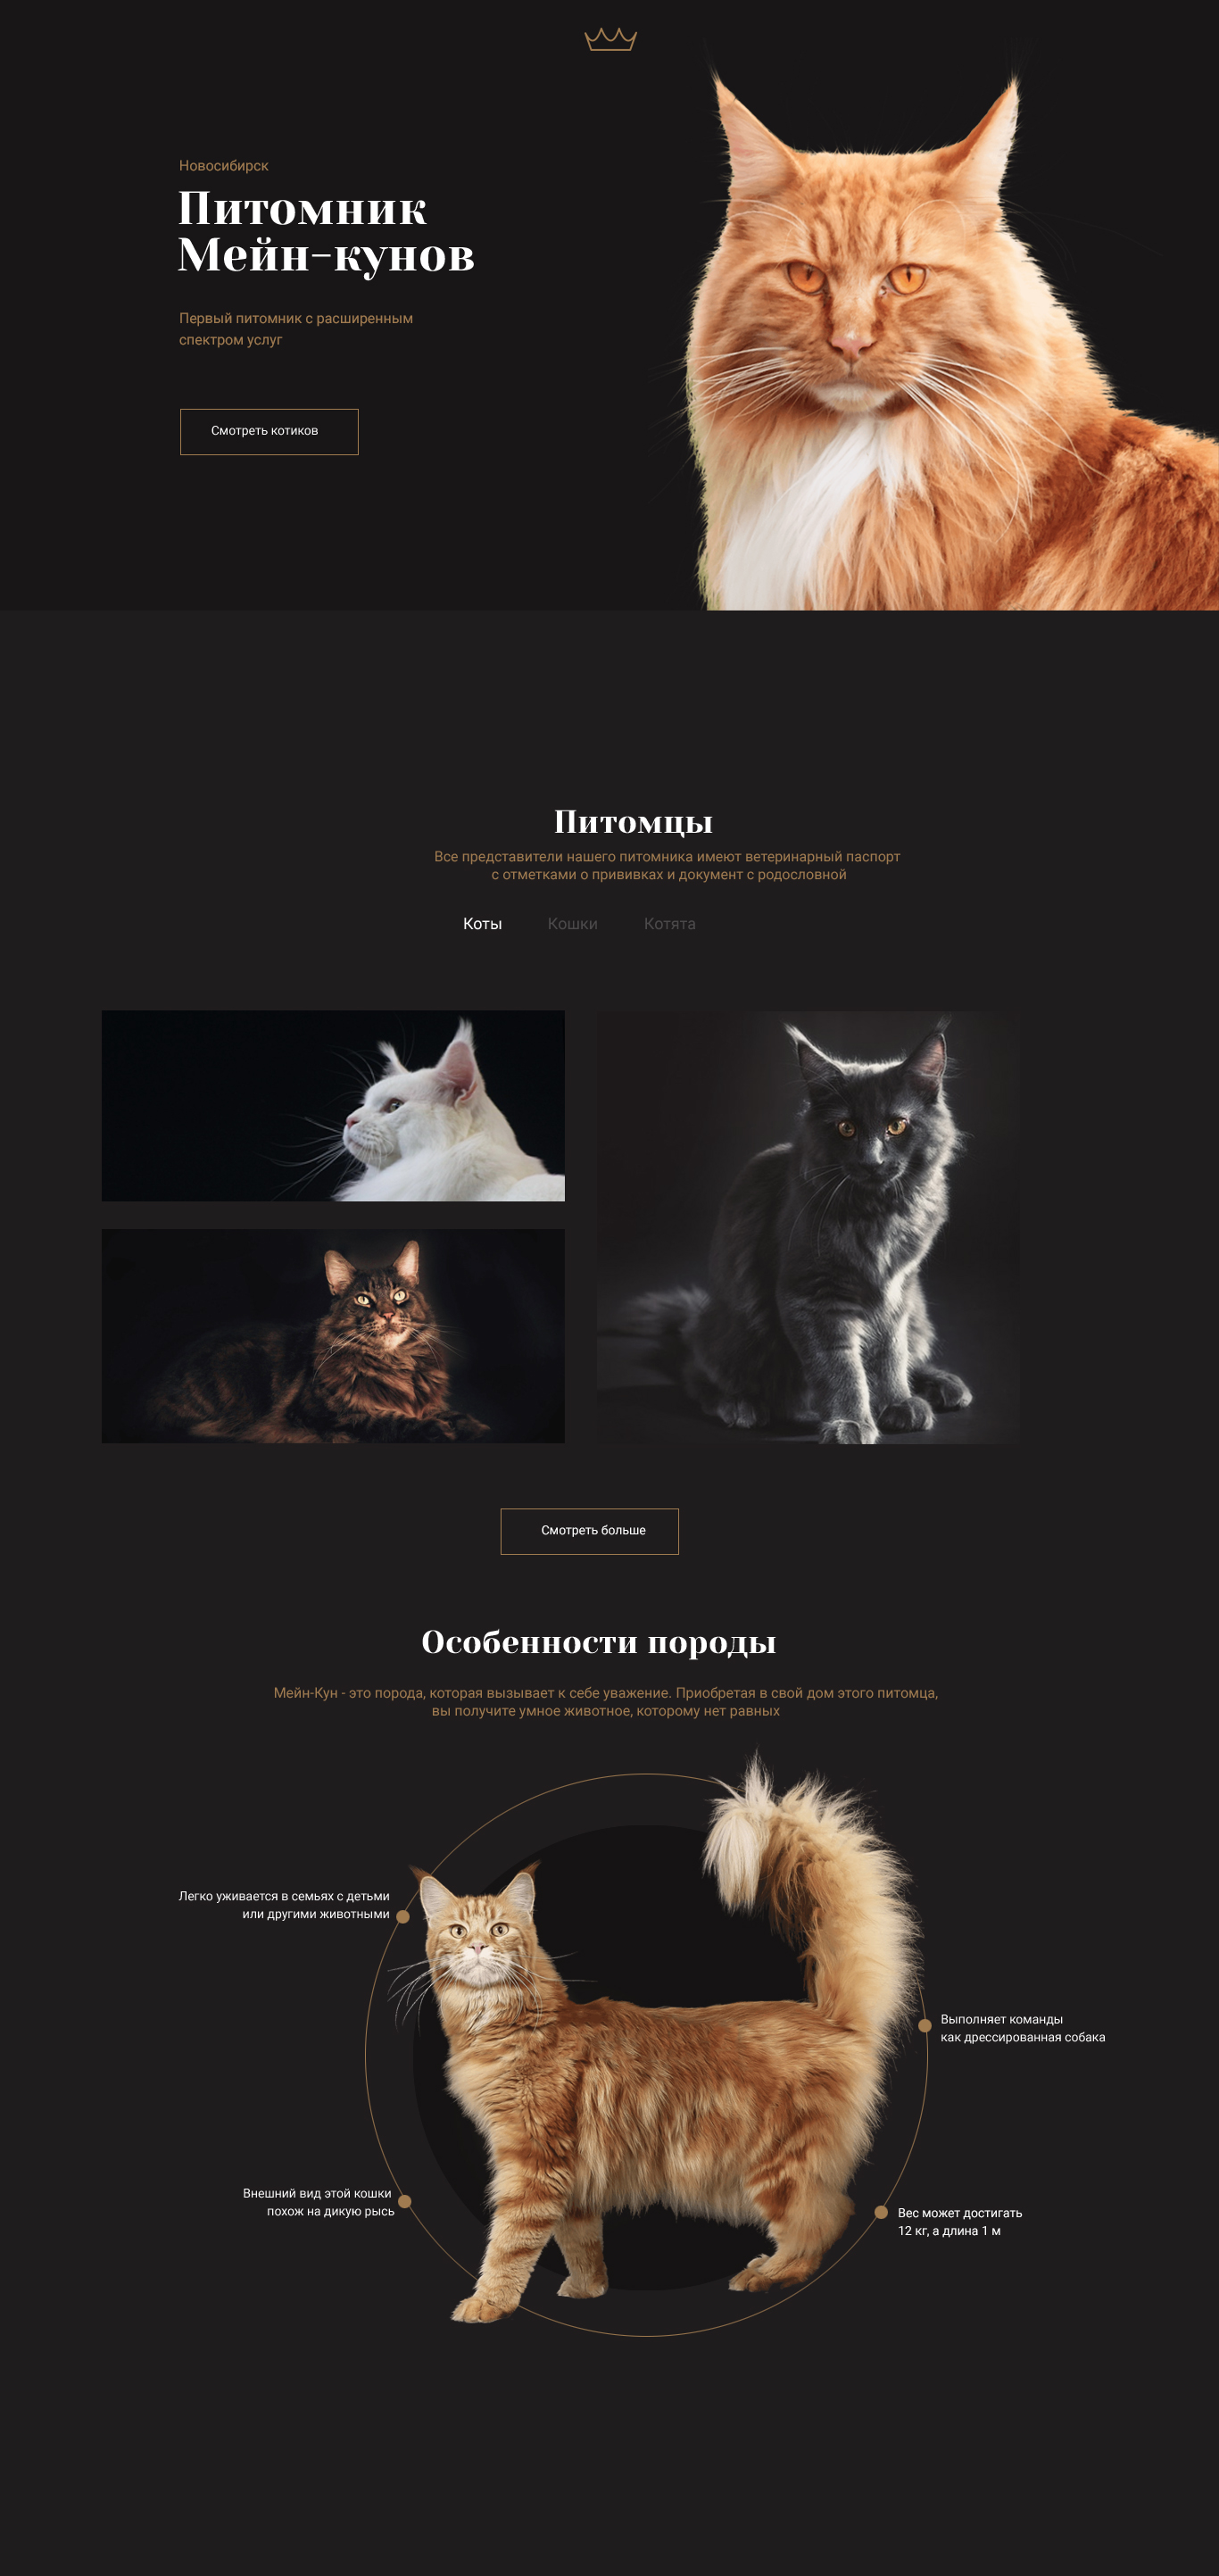 Новосибирск
Питомник
Мейн-кунов
Первый питомник с расширенным
спектром услуг
Смотреть котиков
Питомцы
Все представители нашего питомника имеют ветеринарный паспорт
с отметками о прививках и документ с родословной
Коты Кошки Котята
Смотреть больше
Особенности породы
Мейн-Кун - это порода, которая вызывает к себе уважение. Приобретая в свой дом этого питомца,
вы получите умное животное, которому нет равных
Легко уживается в семьях с детьми
или другими животными
Выполняет команды
как дрессированная собака
Внешний вид этой кошки
похож на дикую рысь
Вес может достигать
12 кг, а длина 1 м